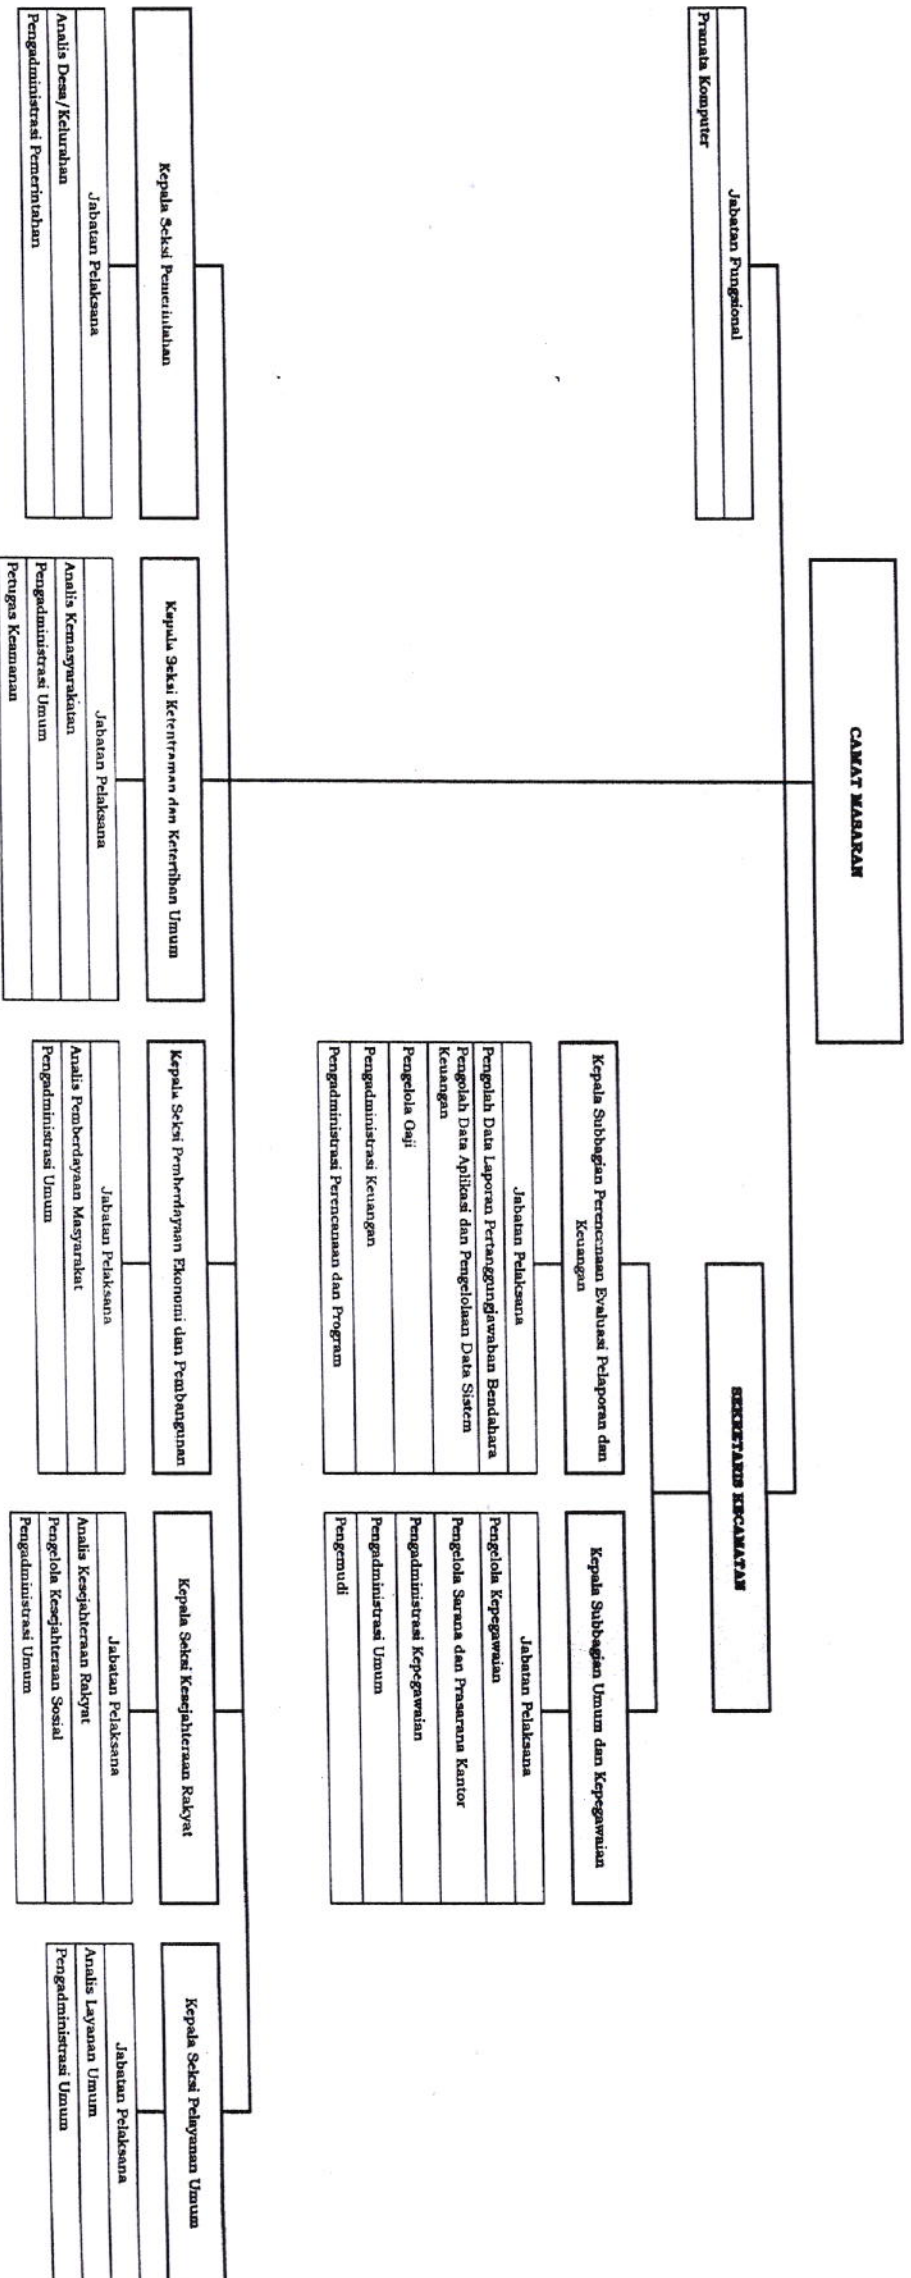 CAMAT MASARAN
Jabatan Fungsional
Pranata Komputer
SEKRETARIS KECAMATAN
Kepala Subbagian Perencanaan Evaluasi Pelaporan dan
Keuangan
Jabatan Pelaksana
Pengolah Data Laporan Pertanggungjawaban Bendahara
Pengolah Data Aplikasi dan Pengelolaan Data Sistem
Keuangan
Pengelola Gaji
Pengadministrasi Keuangan
Pengadministrasi Perencanaan dan Program
Kepala Subbagian Umum dan Kepegawaian
Jabatan Pelaksana
Pengelola Kepegawaian
Pengelola Sarana dan Prasarana Kantor
Pengadministrasi Kepegawaian
Pengadministrasi Umum
Pengemudi
Kepala Seksi Pemerintahan
Jabatan Pelaksana
Analis Desa/Kelurahan
Pengadministrasi Pemerintahan
Kepala Seksi Ketentraman dan Ketertiban Umum
Jabatan Pelaksana
Analis Kemasyarakatan
Pengadministrasi Umum
Petugas Keamanan
Kepala Seksi Pemberdayaan Ekonomi dan Pembangunan
Jabatan Pelaksana
Analis Pemberdayaan Masyarakat
Pengadministrasi Umum
Kepala Seksi Kesejahteraan Rakyat
Jabatan Pelaksana
Analis Kesejahteraan Rakyat
Pengelola Kesejahteraan Sosial
Pengadministrasi Umum
Kepala Seksi Pelayanan Umum
Jabatan Pelaksana
Analis Layanan Umum
Pengadministrasi Umum